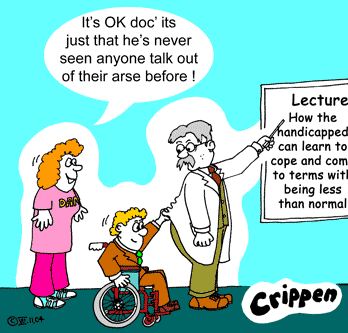 It's OK doc' its
just that he's never
seen anyone talk out
of their arse before !
Lecture
How the
handicapped
can learn to
cope and com
to terms with
being less
than normal
DAN
Crippen